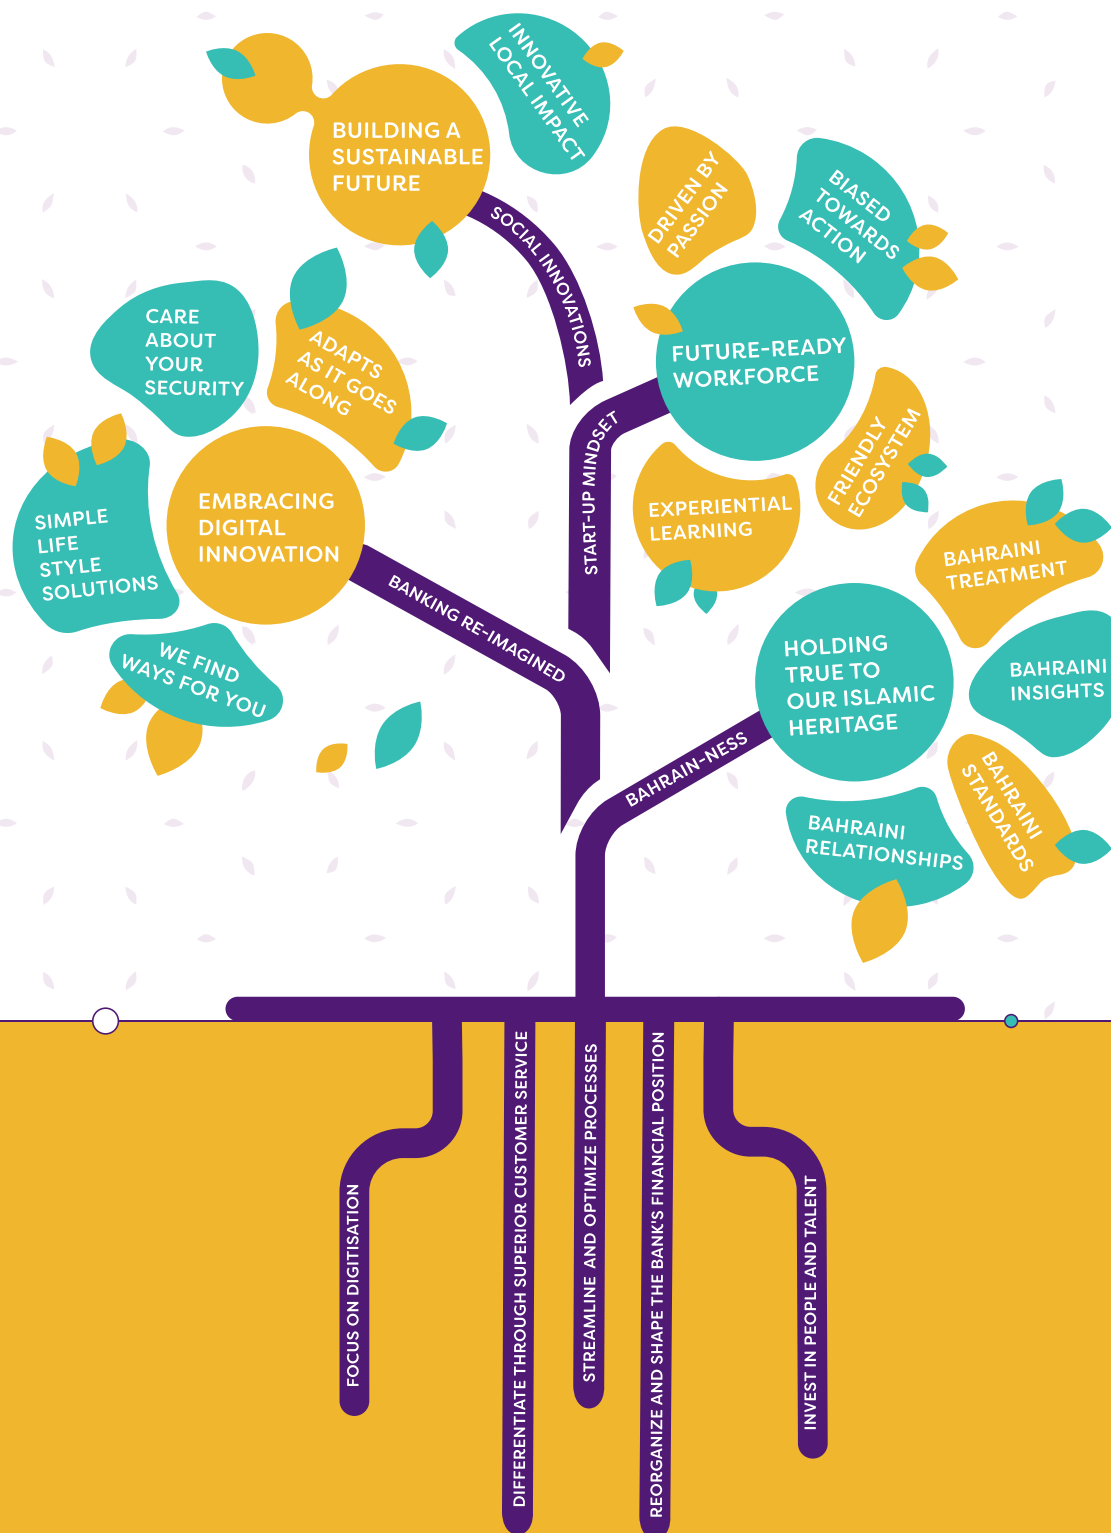 INNOVATIVE
LOCAL IMPACT
BUILDING A
SUSTAINABLE
FUTURE
SOCIAL INNOVATIONS
DRIVEN BY
PASSION
BIASED
TOWARDS
ACTION
FUTURE-READY
WORKFORCE
START-UP MINDSET
EXPERIENTIAL
LEARNING
FRIENDLY
ECOSYSTEM
CARE
ABOUT
YOUR
SECURITY
ADAPTS
AS IT GOES
ALONG
SIMPLE
LIFE
STYLE
SOLUTIONS
EMBRACING
DIGITAL
INNOVATION
WE FIND
WAYS FOR YOU
BANKING RE-IMAGINED
BAHRAINI
TREATMENT
HOLDING
TRUE TO
OUR ISLAMIC
HERITAGE
BAHRAINI
INSIGHTS
BAHRAIN-NESS
BAHRAINI
STANDARDS
BAHRAINI
RELATIONSHIPS
FOCUS ON DIGITISATION
DIFFERENTIATE THROUGH SUPERIOR CUSTOMER SERVICE
STREAMLINE AND OPTIMIZE PROCESSES
REORGANIZE AND SHAPE THE BANK'S FINANCIAL POSITION
INVEST IN PEOPLE AND TALENT